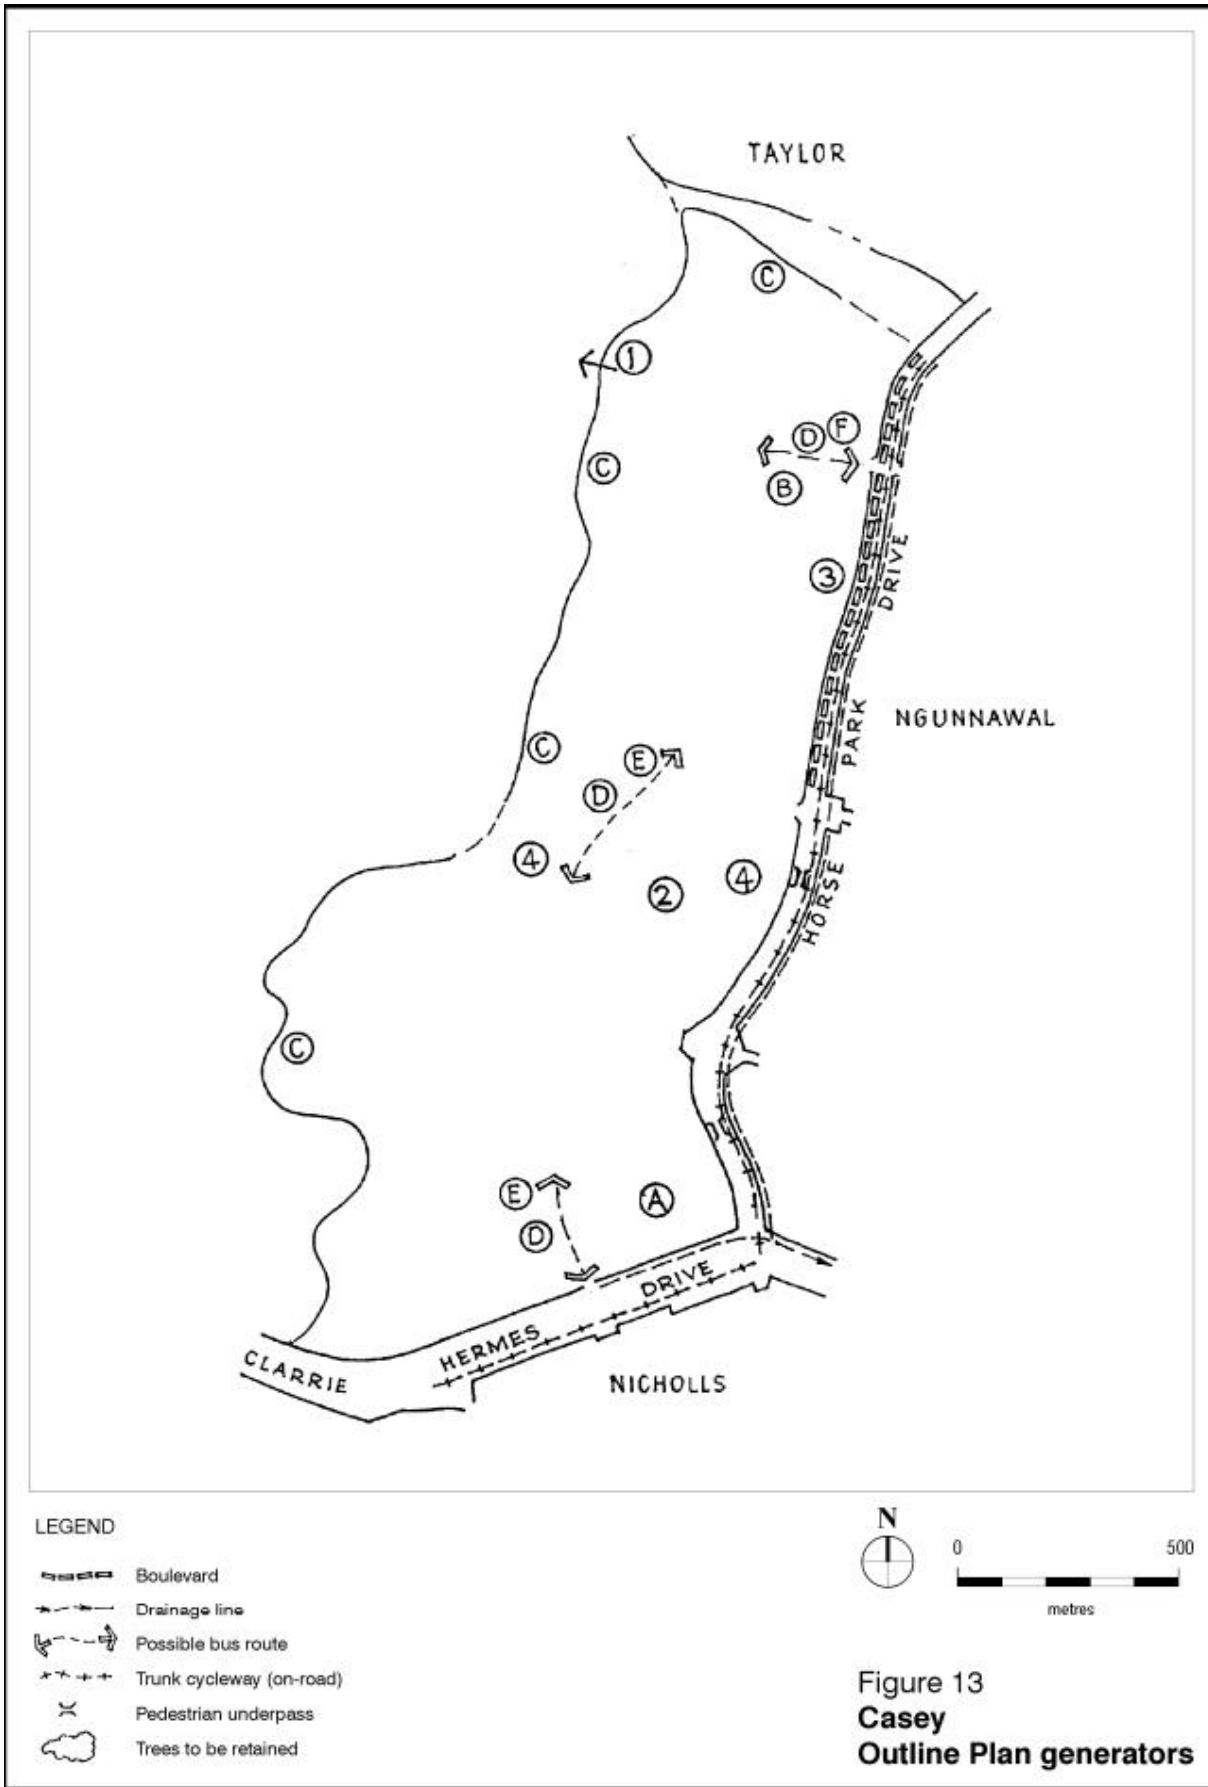 TAYLOR
C
1
C
D F
B
3
HORSE PARK DRIVE
NGUNNAWAL
C
E
D
4
2
4
C
E
D
A
CLARRIE HERMES DRIVE
NICHOLLS
LEGEND
Boulevard
Drainage line
Possible bus route
Trunk cycleway (on-road)
Pedestrian underpass
Trees to be retained
N
0 500
metres
Figure 13
Casey
Outline Plan generators